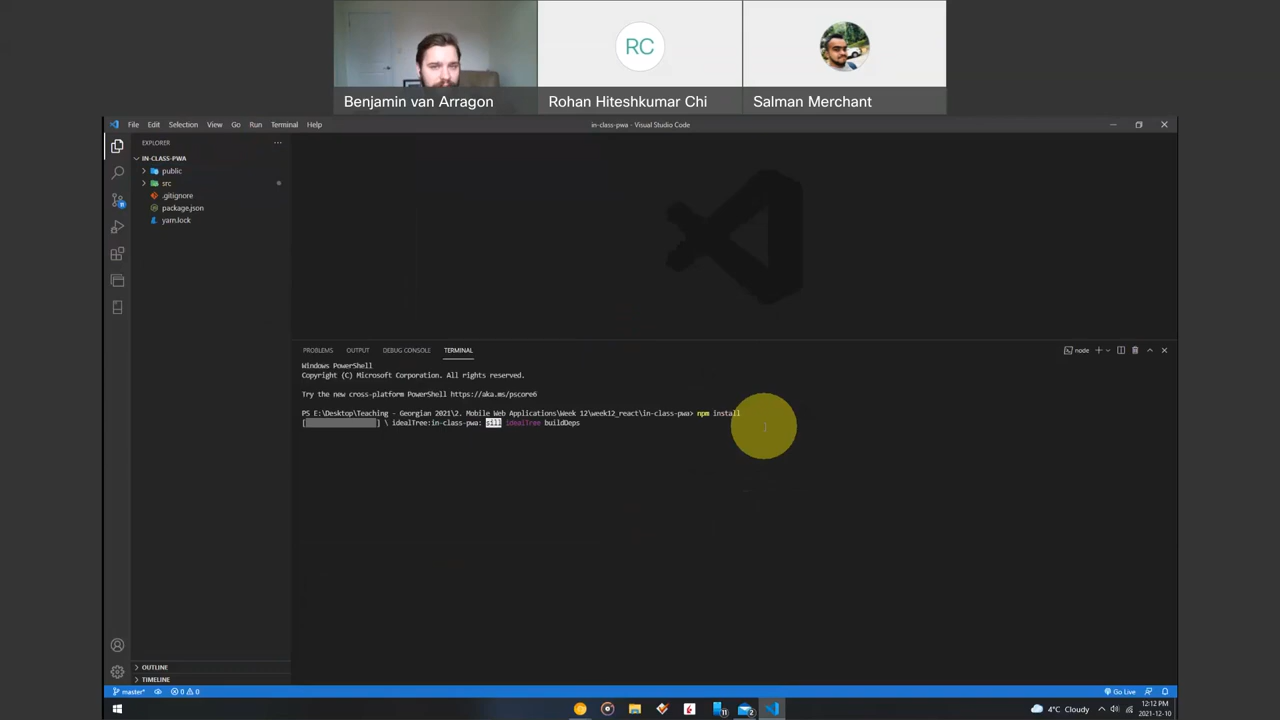 RC
Benjamin van Arragon
Rohan Hiteshkumar Chi
Salman Merchant
File Edit Selection View Go Run Terminal Help
in-class-pwa - Visual Studio Code
EXPLORER
IN-CLASS-PWA
public
src
.gitignore
package.json
yarn.lock
PROBLEMS OUTPUT DEBUG CONSOLE TERMINAL
node
Windows PowerShell
Copyright (C) Microsoft Corporation. All rights reserved.
Try the new cross-platform PowerShell https://aka.ms/pscore6
PS E:\Desktop\Teaching - Georgian 2021\2. Mobile Web Applications\Week 12\week12_react\in-class-pwa> npm install
[ ] \ idealTree:in-class-pwa: sill idealTree buildDeps
OUTLINE
TIMELINE
master* 0 0
Go Live
11 2
4°C Cloudy
12:12 PM
2021-12-10